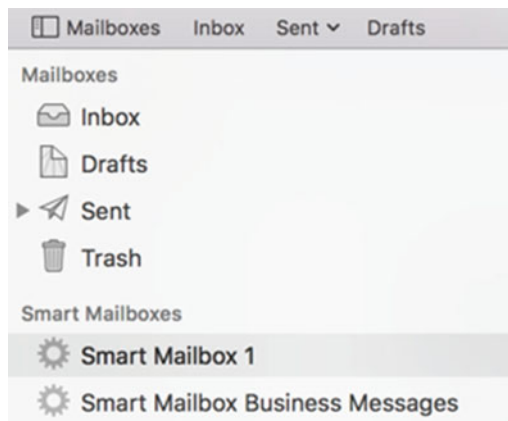 Mailboxes Inbox Sent Drafts
Mailboxes
Inbox
Drafts
Sent
Trash
Smart Mailboxes
Smart Mailbox 1
Smart Mailbox Business Messages